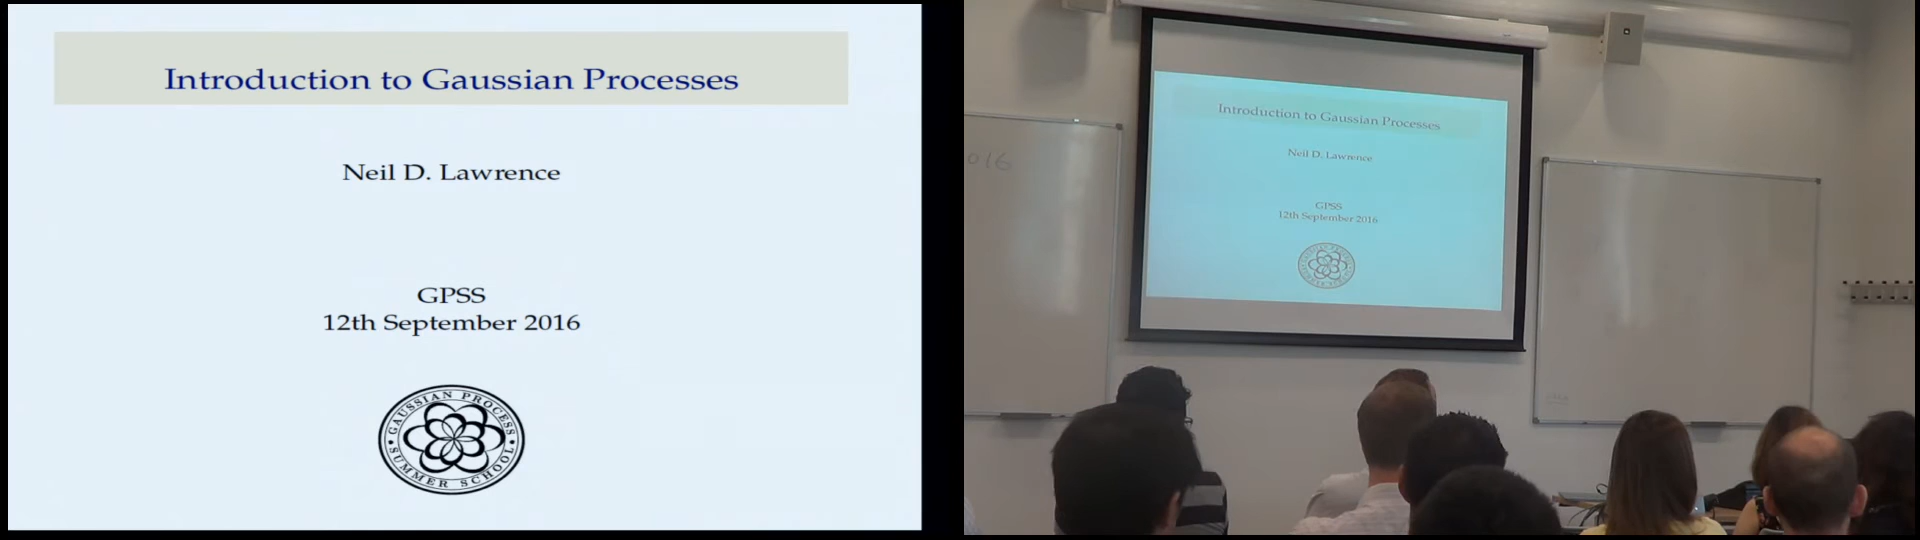 Introduction to Gaussian Processes
Neil D. Lawrence
GPSS
12th September 2016
GAUSSIAN PROCESS
SUMMER SCHOOL
016
Introduction to Gaussian Processes
Neil D. Lawrence
GPSS
12th September 2016